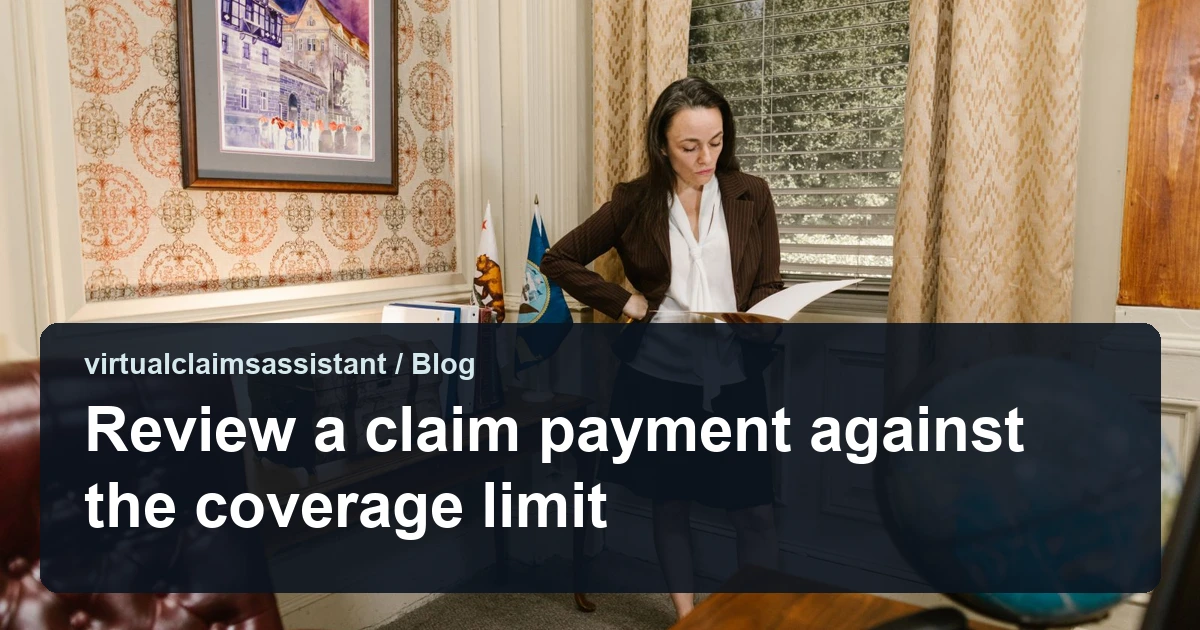 virtualclaimsassistant / Blog
Review a claim payment against
the coverage limit